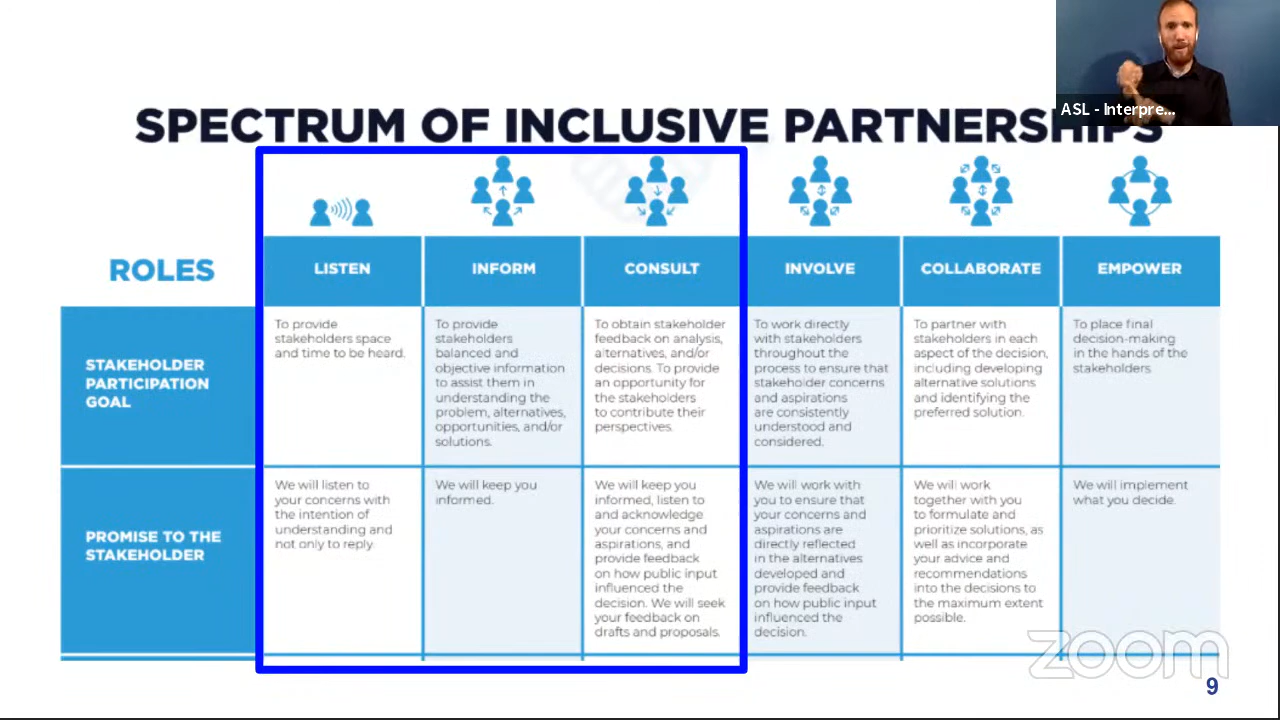 ASL - Interpre...
SPECTRUM OF INCLUSIVE PARTNERSHIPS
ROLES
LISTEN
INFORM
CONSULT
INVOLVE
COLLABORATE
EMPOWER
STAKEHOLDER
PARTICIPATION
GOAL
To provide
stakeholders space
and time to be heard.
To provide
stakeholders
balanced and
objective information
to assist them in
understanding the
problem, alternatives,
opportunities, and/or
solutions.
To obtain stakeholder
feedback on analysis,
alternatives, and/or
decisions. To provide
an opportunity for
the stakeholders
to contribute their
perspectives.
To work directly
with stakeholders
throughout the
process to ensure that
stakeholder concerns
and aspirations
are consistently
understood and
considered.
To partner with
stakeholders in each
aspect of the decision,
including developing
alternative solutions
and identifying the
preferred solution.
To place final
decision-making
in the hands of the
stakeholders
PROMISE TO THE
STAKEHOLDER
We will listen to
your concerns with
the intention of
understanding and
not only to reply.
We will keep you
informed.
We will keep you
informed, listen to
and acknowledge
your concerns and
aspirations, and
provide feedback
on how public input
influenced the
decision. We will seek
your feedback on
drafts and proposals.
We will work with
you to ensure that
your concerns and
aspirations are
directly reflected
in the alternatives
developed and
provide feedback
on how public input
influenced the
decision.
We will work
together with you
to formulate and
prioritize solutions, as
well as incorporate
your advice and
recommendations
into the decisions to
the maximum extent
possible.
We will implement
what you decide.
zoom
9